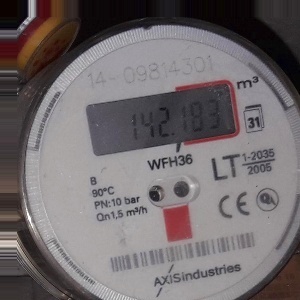 14-09814301
142.183 m³
31
WFH36
LT 1-2035
2005
B
90°C
PN:10 bar
Qn1,5 m³/h
CE
AXISindustries